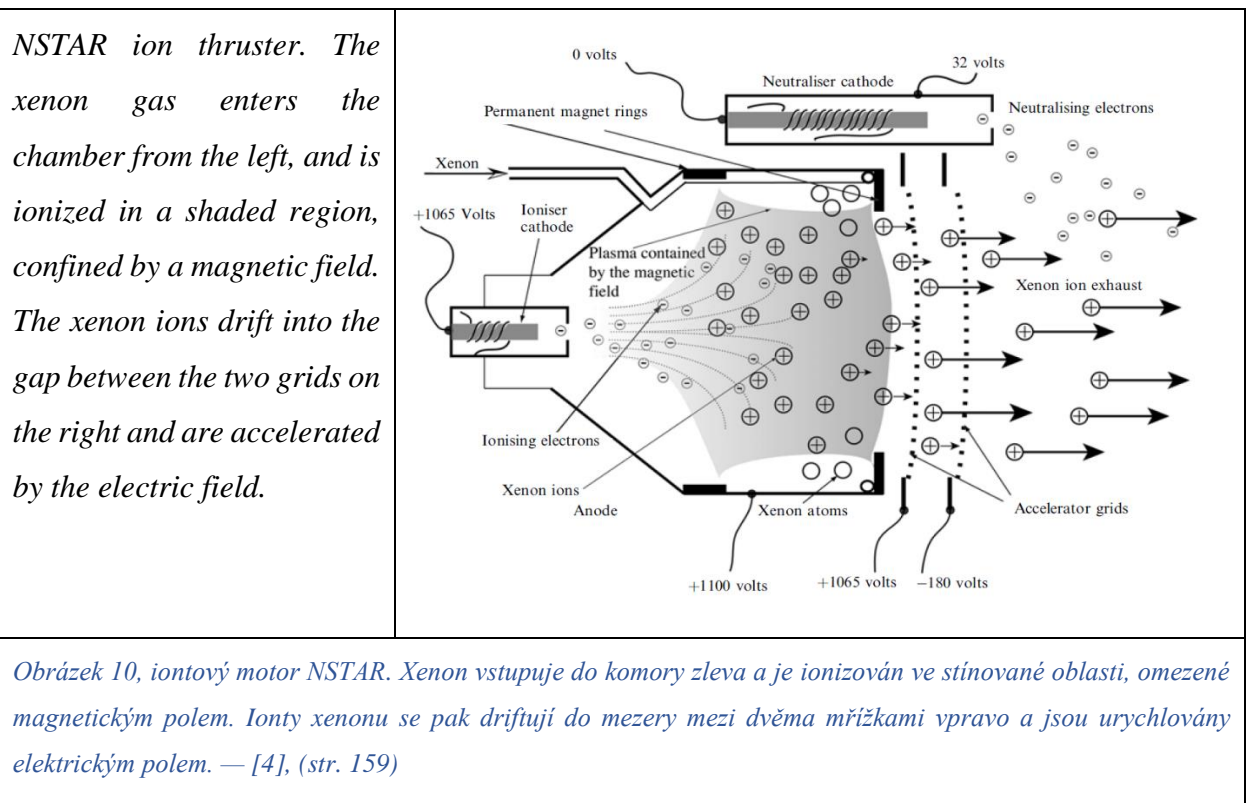 NSTAR ion thruster. The
xenon gas enters the
chamber from the left, and is
ionized in a shaded region,
confined by a magnetic field.
The xenon ions drift into the
gap between the two grids on
the right and are accelerated
by the electric field.
0 volts
32 volts
Neutraliser cathode
Permanent magnet rings
Neutralising electrons
Xenon
+1065 Volts
Ioniser
cathode
Plasma contained
by the magnetic
field
Xenon ion exhaust
Ionising electrons
Xenon ions
Anode
Xenon atoms
Accelerator grids
+1100 volts
+1065 volts
−180 volts
Obrázek 10, iontový motor NSTAR. Xenon vstupuje do komory zleva a je ionizován ve stínované oblasti, omezené
magnetickým polem. Ionty xenonu se pak driftují do mezery mezi dvěma mřížkami vpravo a jsou urychlovány
elektrickým polem. — [4], (str. 159)